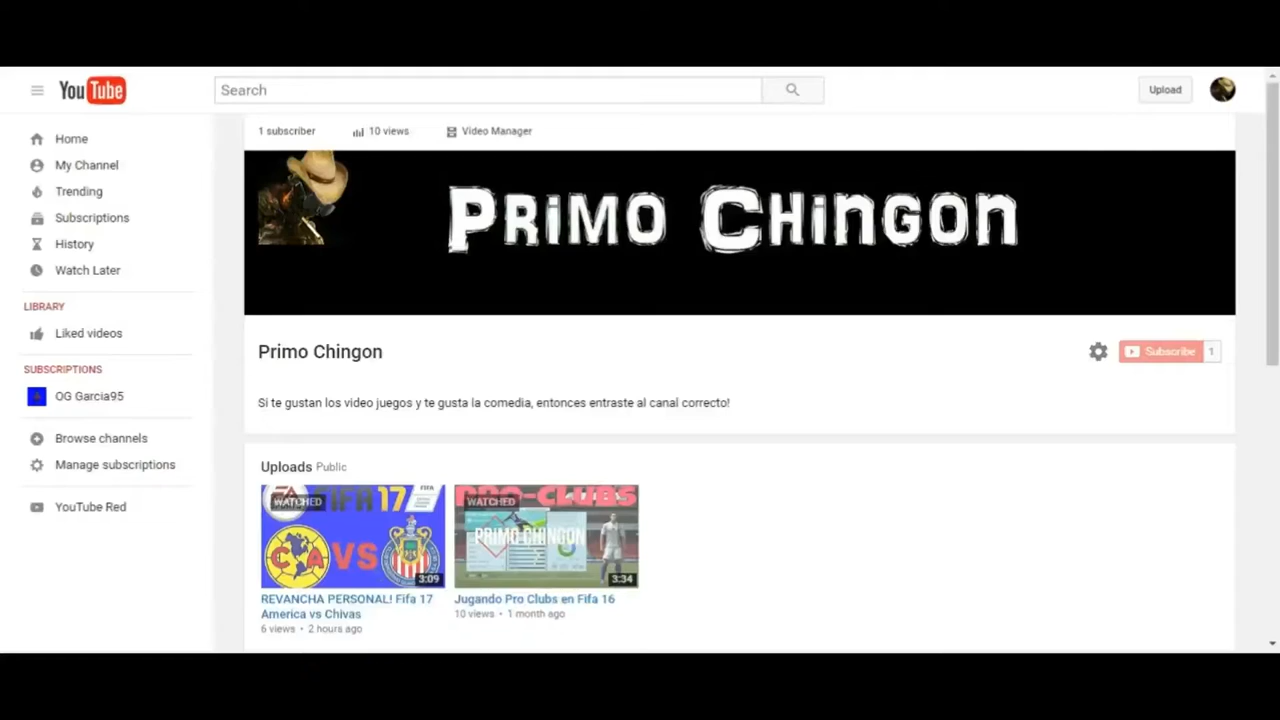 YouTube
Search
Upload
Home
My Channel
Trending
Subscriptions
History
Watch Later
LIBRARY
Liked videos
SUBSCRIPTIONS
OG Garcia95
Browse channels
Manage subscriptions
YouTube Red
1 subscriber 10 views Video Manager
PRiMO CHiNGON
Primo Chingon
Subscribe 1
Si te gustan los video juegos y te gusta la comedia, entonces entraste al canal correcto!
Uploads Public
WATCHED
EA FIFA 17
CA VS
3:09
REVANCHA PERSONAL! Fifa 17
America vs Chivas
6 views • 2 hours ago
WATCHED
PRO-CLUBS
PRIMO CHINGON
3:34
Jugando Pro Clubs en Fifa 16
10 views • 1 month ago